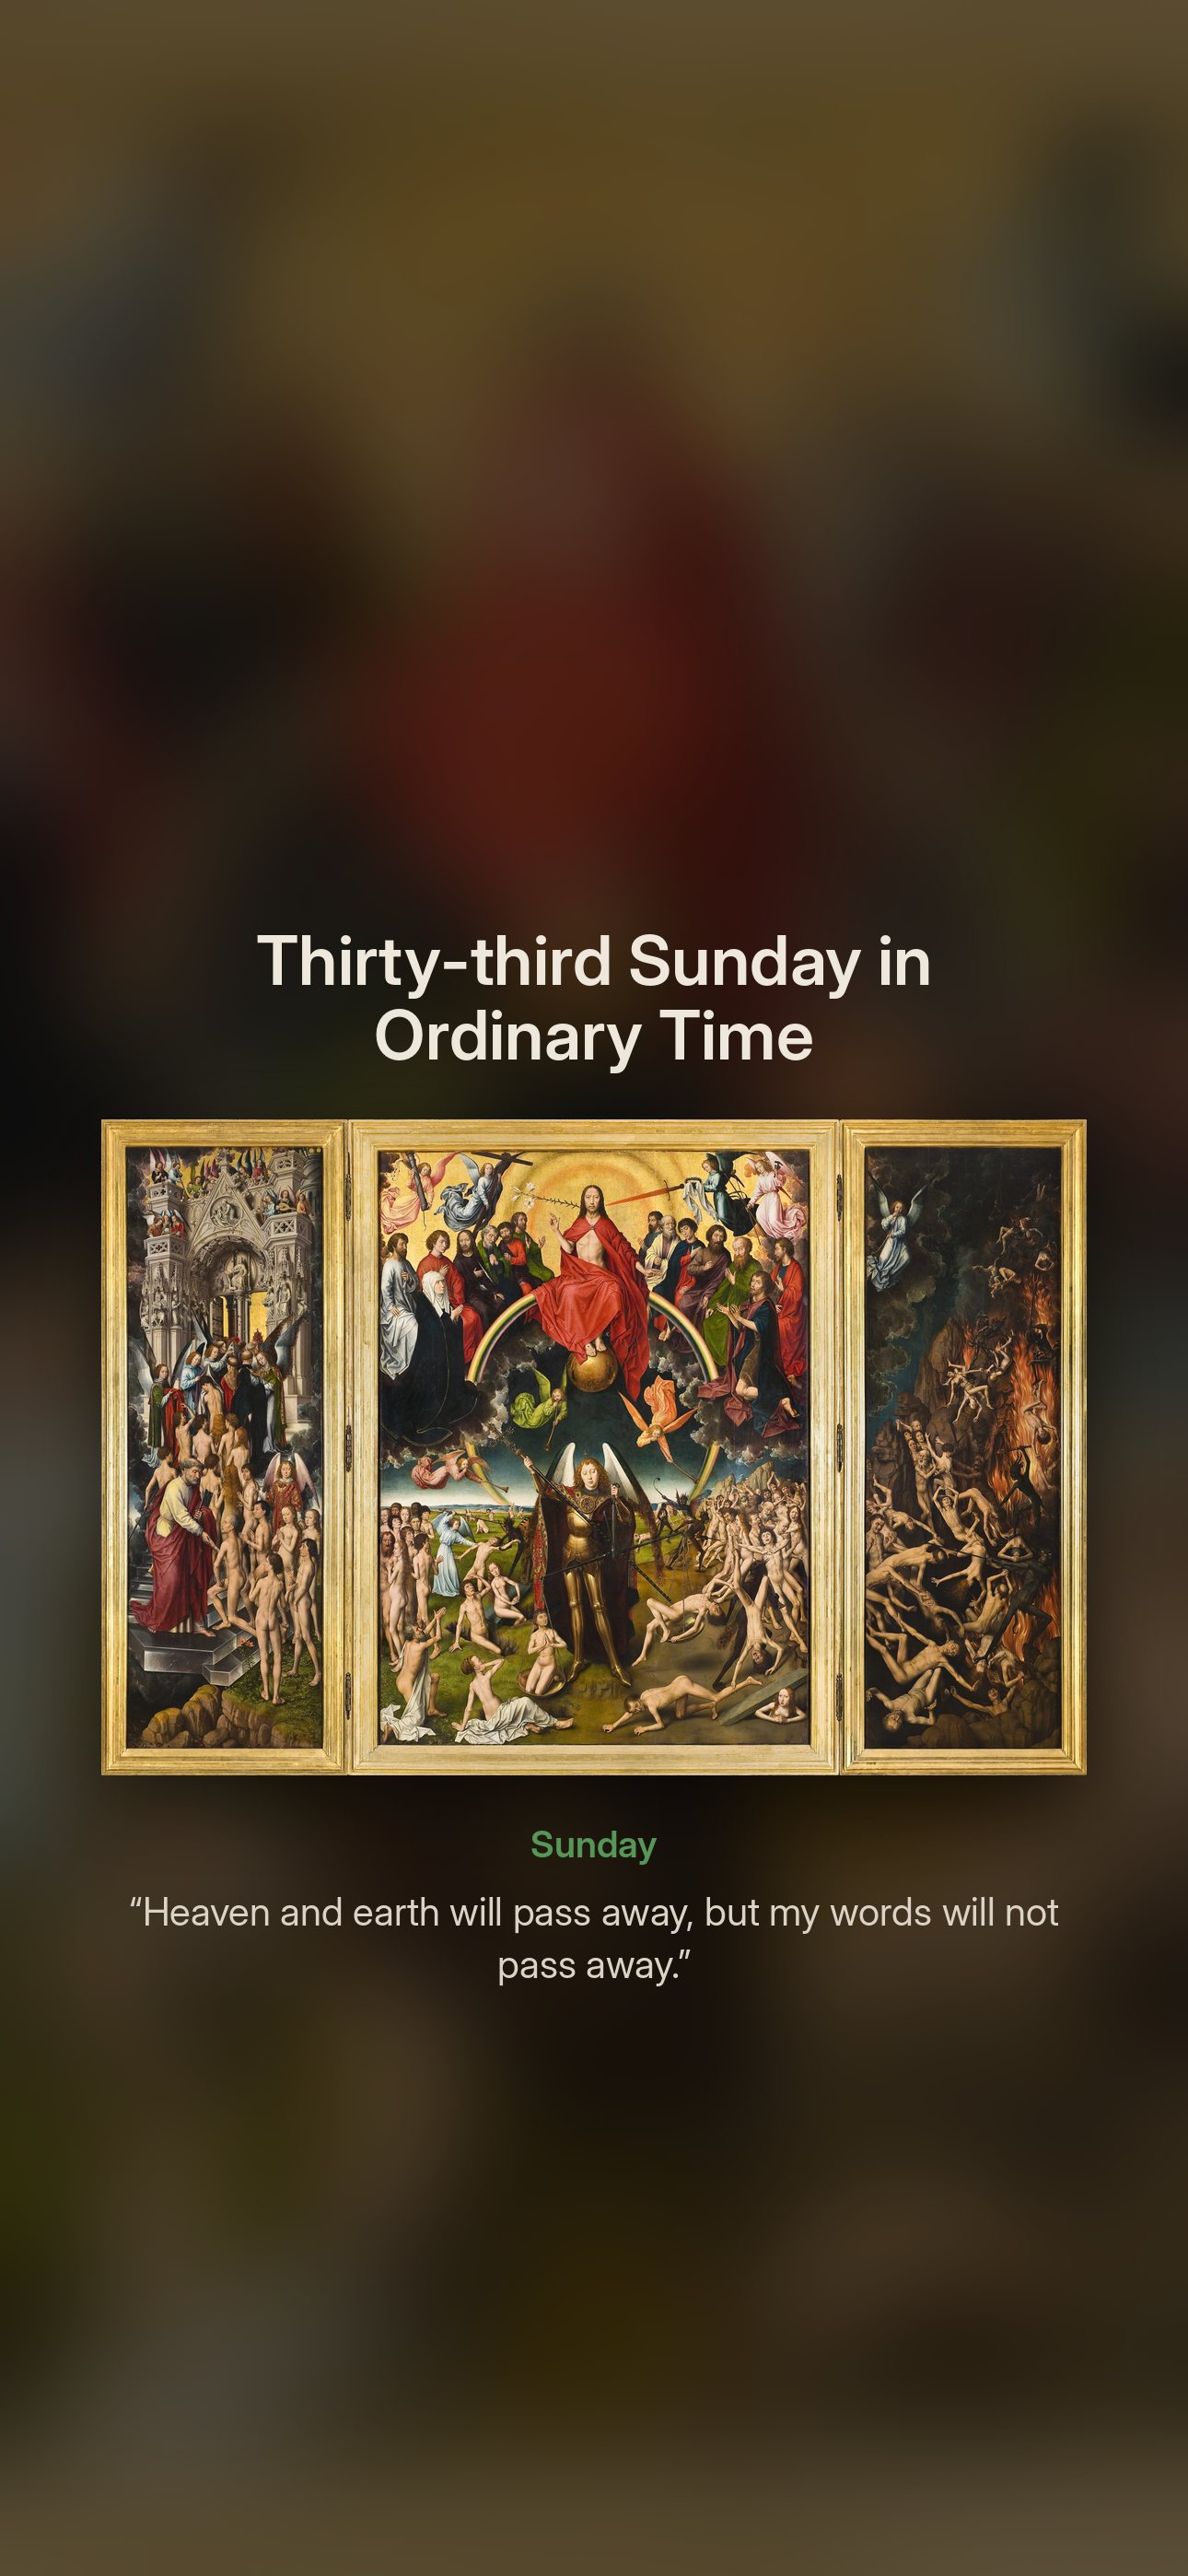 Thirty-third Sunday in
Ordinary Time
Sunday
“Heaven and earth will pass away, but my words will not
pass away.”